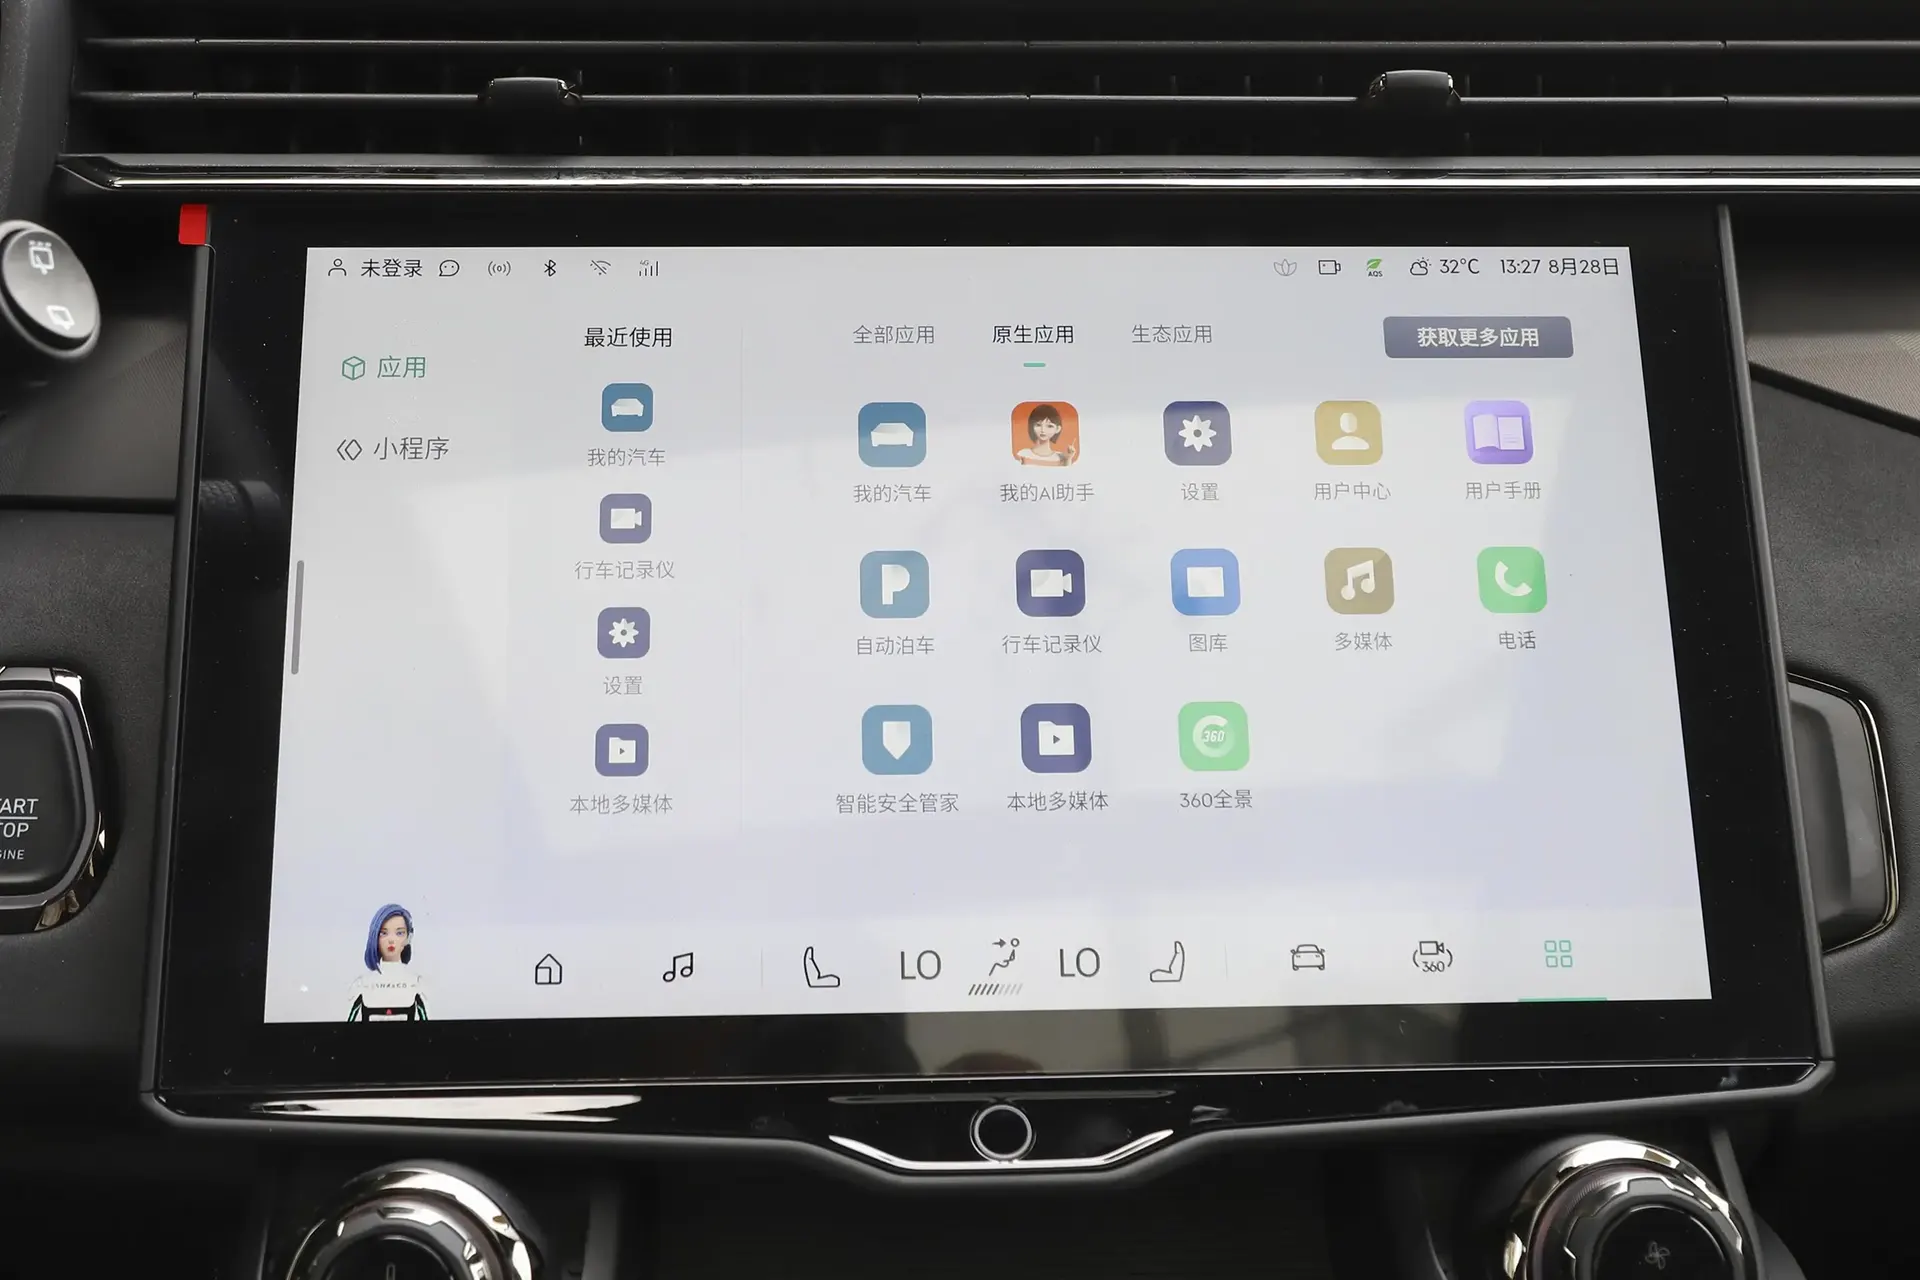 未登录
AQS
32°C
13:27 8月28日
应用
小程序
最近使用
我的汽车
行车记录仪
设置
本地多媒体
全部应用
原生应用
生态应用
获取更多应用
我的汽车
我的AI助手
设置
用户中心
用户手册
自动泊车
行车记录仪
图库
多媒体
电话
智能安全管家
本地多媒体
360
360全景
LO
LO
360